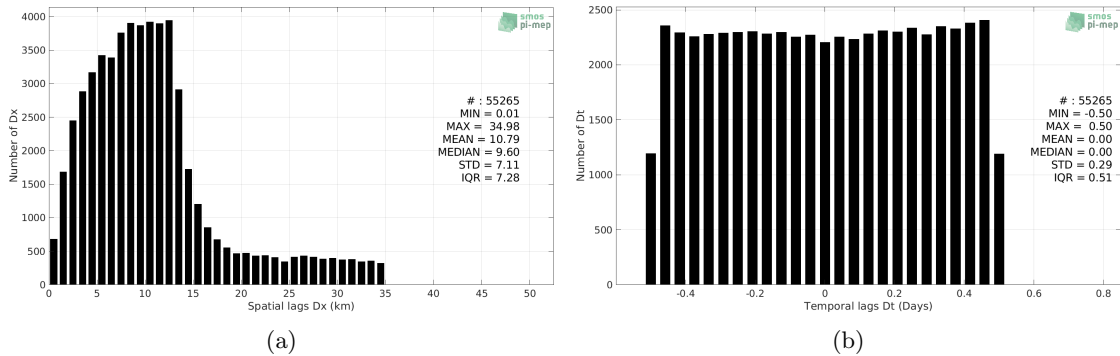 4000
3500
3000
2500
2000
1500
1000
500
0
Number of Dx
smos
pi-mep
# : 55265
MIN = 0.01
MAX = 34.98
MEAN = 10.79
MEDIAN = 9.60
STD = 7.11
IQR = 7.28
0 5 10 15 20 25 30 35 40 45 50
Spatial lags Dx (km)
(a)
2500
2000
1500
1000
500
0
Number of Dt
smos
pi-mep
# : 55265
MIN = -0.50
MAX = 0.50
MEAN = 0.00
MEDIAN = 0.00
STD = 0.29
IQR = 0.51
-0.4 -0.2 0 0.2 0.4 0.6 0.8
Temporal lags Dt (Days)
(b)